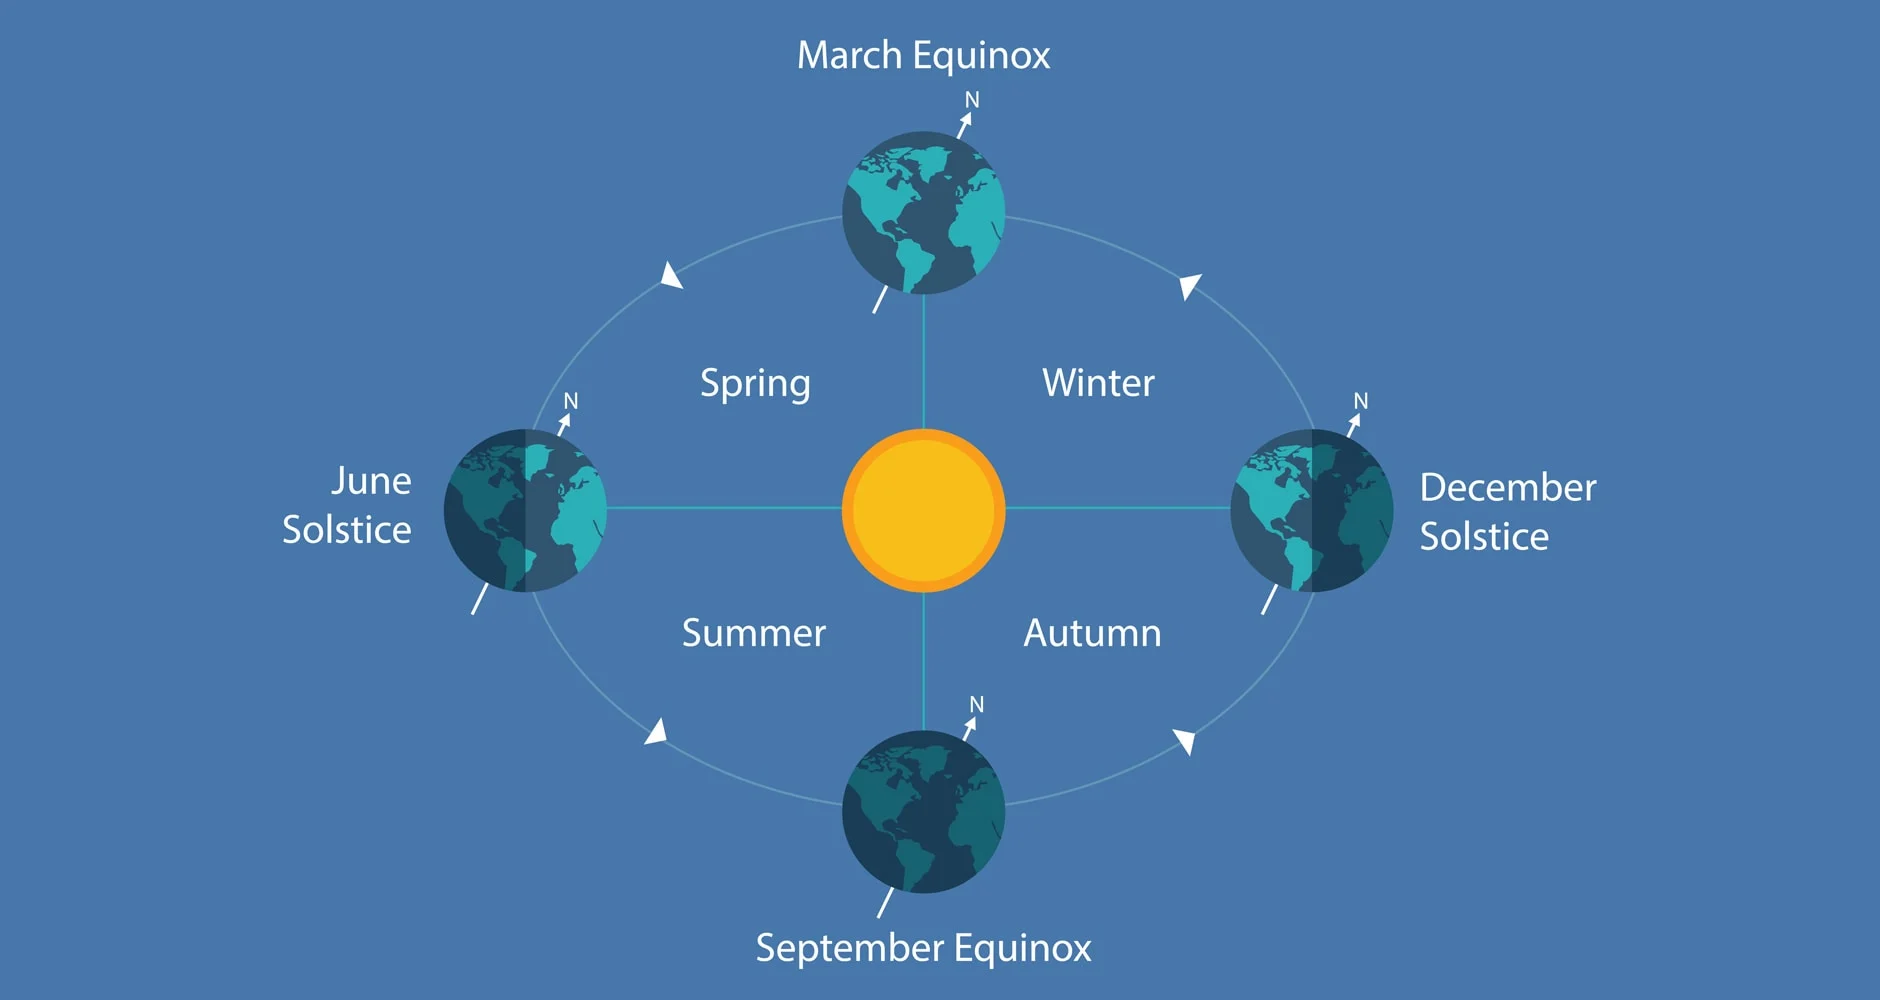 March Equinox
N
Spring
Winter
N
N
June
Solstice
December
Solstice
Summer
Autumn
N
September Equinox